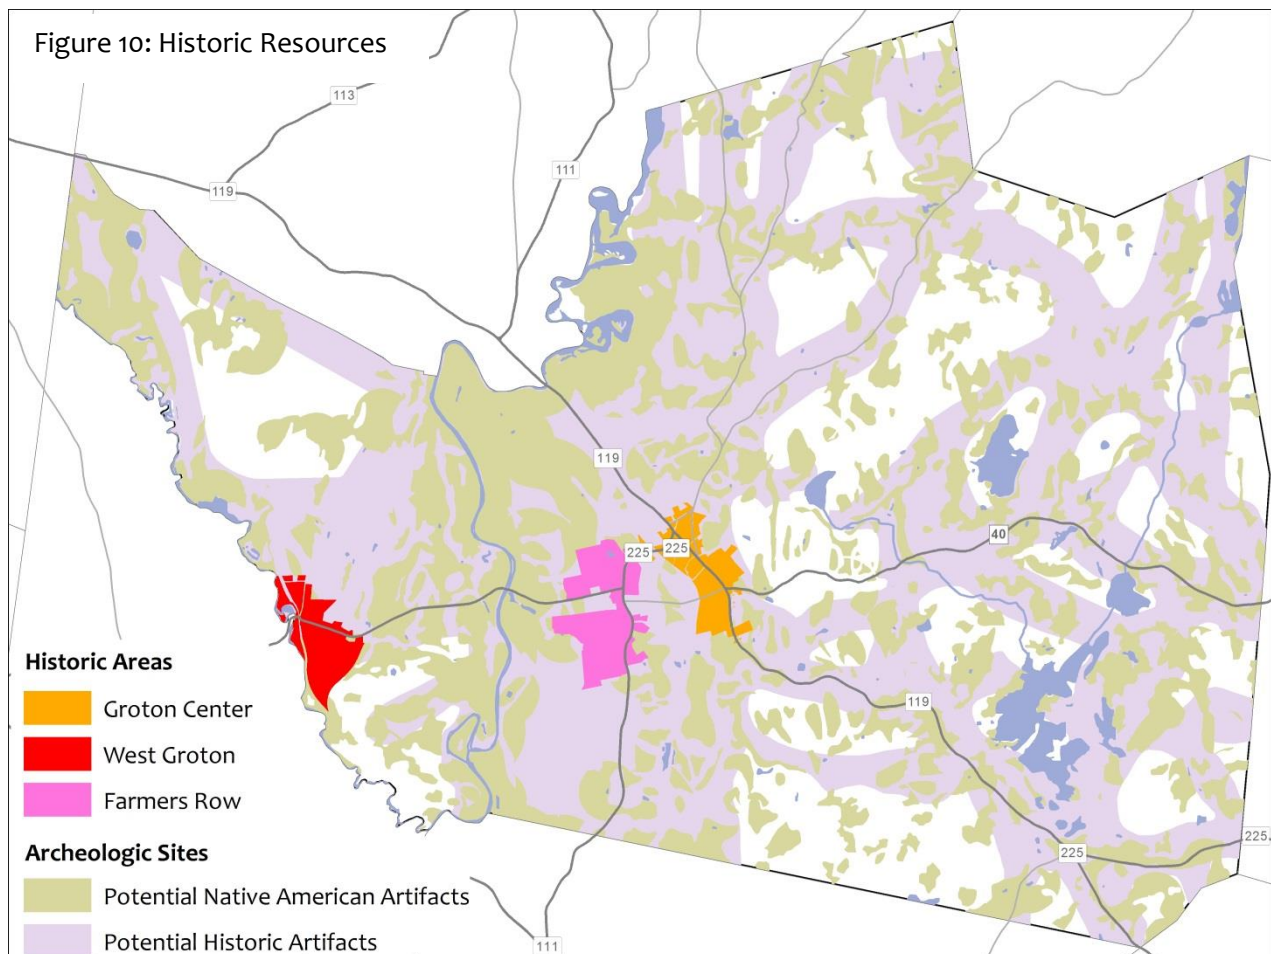 Figure 10: Historic Resources
113
119
111
119
225
225
40
Historic Areas
Groton Center
West Groton
Farmers Row
119
Archeologic Sites
225
225
Potential Native American Artifacts
Potential Historic Artifacts
111